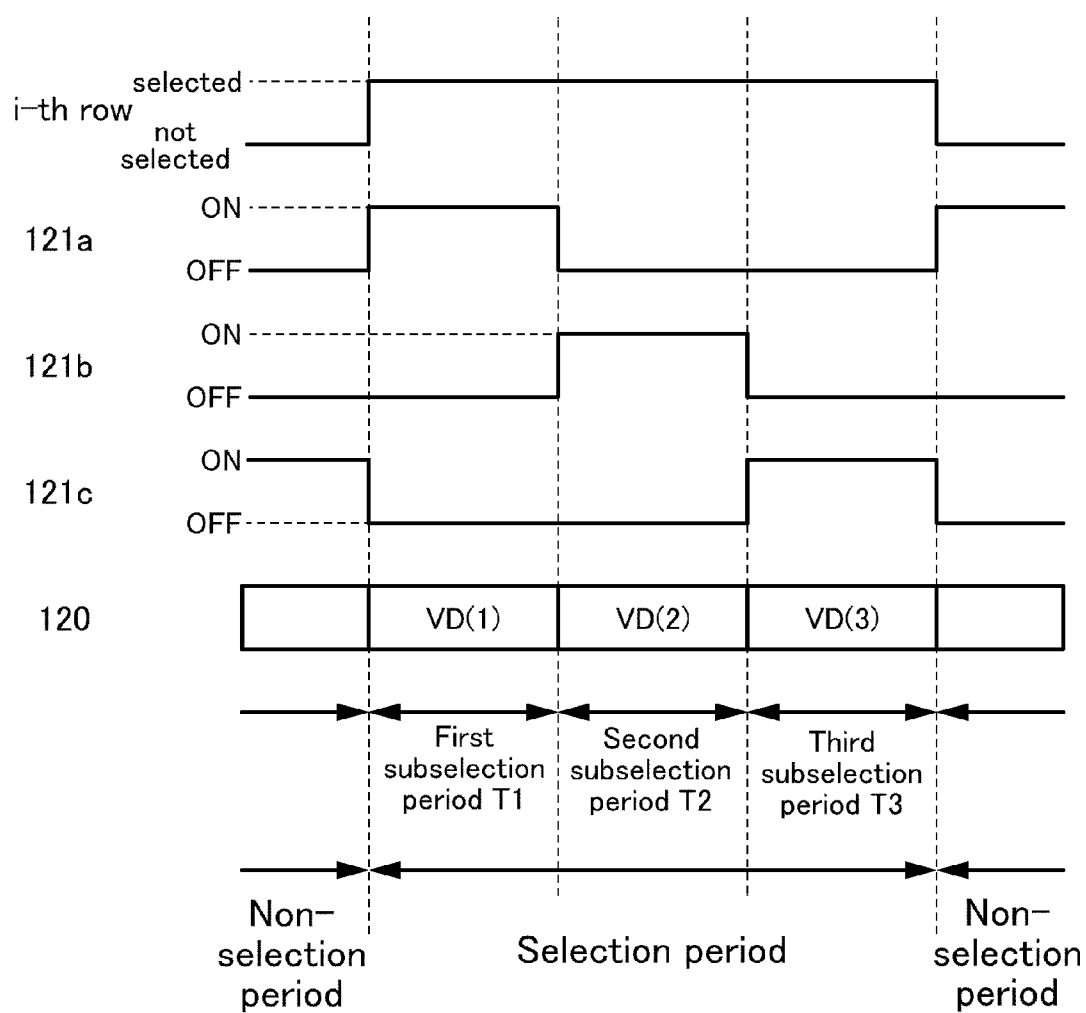 selected
i-th row
not
selected
ON
121a
OFF
ON
121b
OFF
ON
121c
OFF
120
VD(1)
VD(2)
VD(3)
First
subselection
period T1
Second
subselection
period T2
Third
subselection
period T3
Non-
selection
period
Selection period
Non-
selection
period